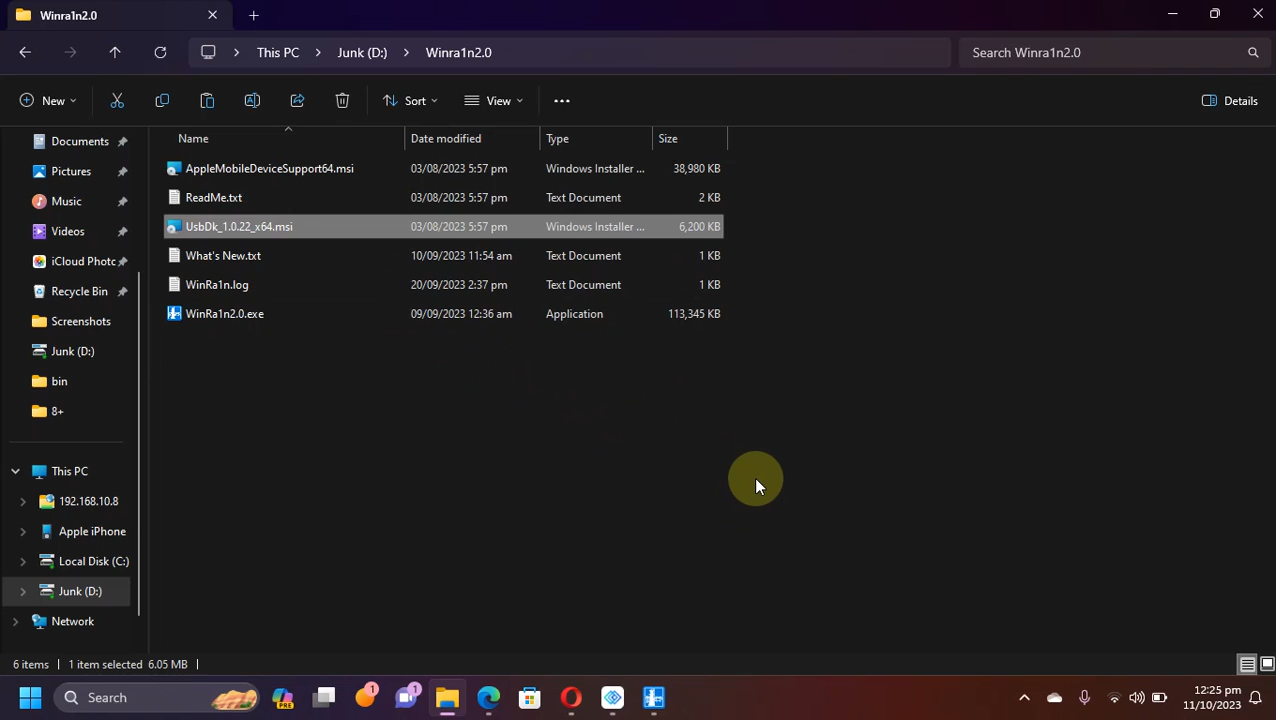 Winra1n2.0
This PC
Junk (D:)
Winra1n2.0
Search Winra1n2.0
New
Sort
View
Details
Name
Date modified
Type
Size
AppleMobileDeviceSupport64.msi
03/08/2023 5:57 pm
Windows Installer ...
38,980 KB
ReadMe.txt
03/08/2023 5:57 pm
Text Document
2 KB
UsbDk_1.0.22_x64.msi
03/08/2023 5:57 pm
Windows Installer ...
6,200 KB
What's New.txt
10/09/2023 11:54 am
Text Document
1 KB
WinRa1n.log
20/09/2023 2:37 pm
Text Document
1 KB
WinRa1n2.0.exe
09/09/2023 12:36 am
Application
113,345 KB
Documents
Pictures
Music
Videos
iCloud Photc
Recycle Bin
Screenshots
Junk (D:)
bin
8+
This PC
192.168.10.8
Apple iPhone
Local Disk (C:)
Junk (D:)
Network
6 items
1 item selected 6.05 MB
Search
PRE
1
1
12:25 pm
11/10/2023